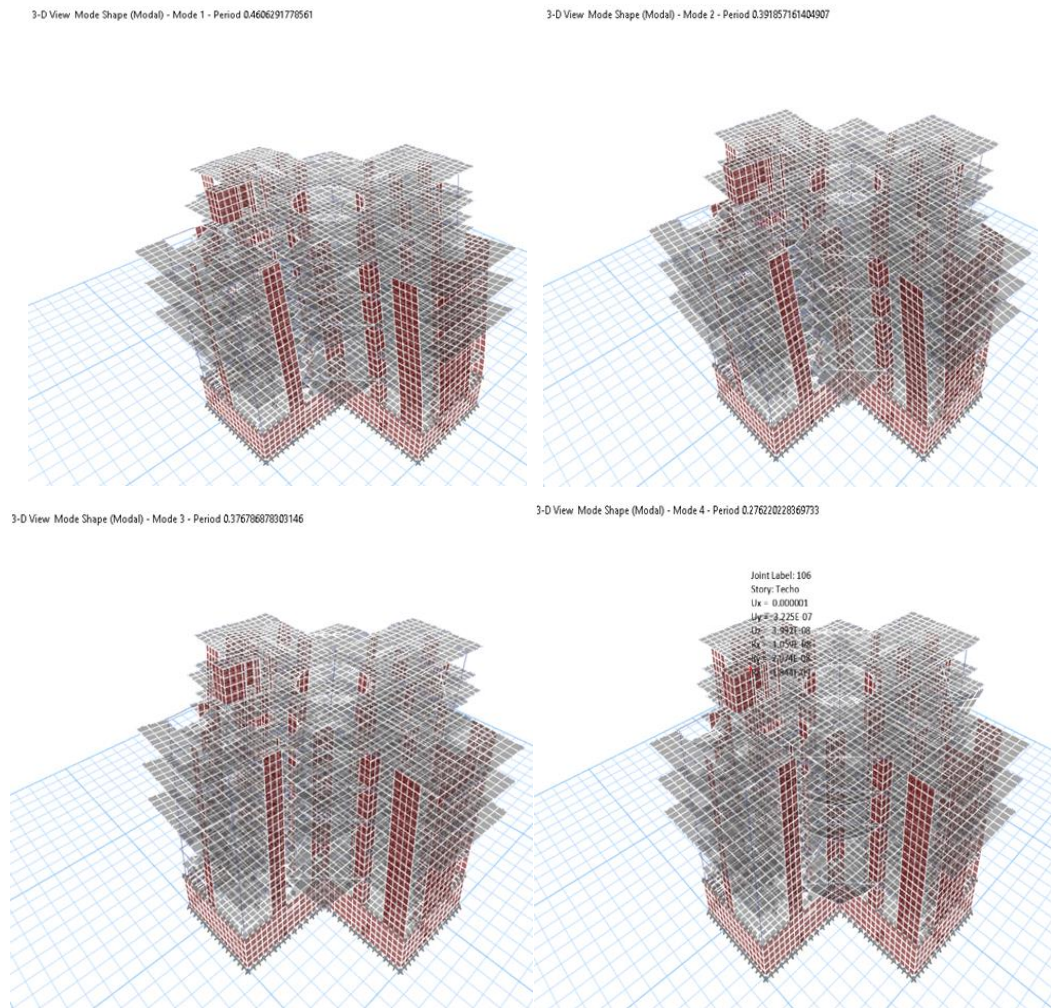 3-D View Mode Shape (Modal) - Mode 1 - Period 0.4606291778561
3-D View Mode Shape (Modal) - Mode 2 - Period 0.391857161404907
3-D View Mode Shape (Modal) - Mode 3 - Period 0.376786878303146
3-D View Mode Shape (Modal) - Mode 4 - Period 0.276220228369733
Joint Label: 106
Story: Techo
Ux = 0.000001